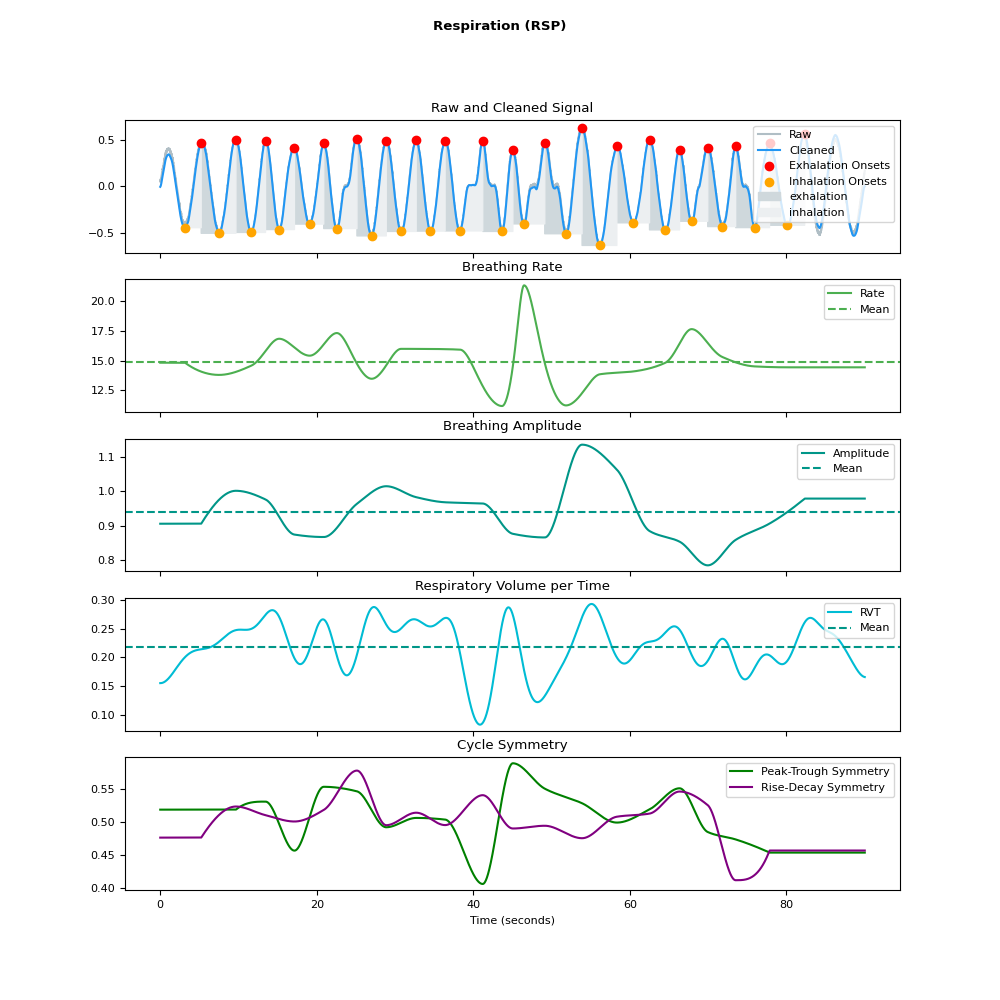 Respiration (RSP)
Raw and Cleaned Signal
0.5
0.0
−0.5
Raw
Cleaned
Exhalation Onsets
Inhalation Onsets
exhalation
inhalation
Breathing Rate
20.0
17.5
15.0
12.5
Rate
Mean
Breathing Amplitude
1.1
1.0
0.9
0.8
Amplitude
Mean
Respiratory Volume per Time
0.30
0.25
0.20
0.15
0.10
RVT
Mean
Cycle Symmetry
0.55
0.50
0.45
0.40
Peak-Trough Symmetry
Rise-Decay Symmetry
0 20 40 60 80
Time (seconds)